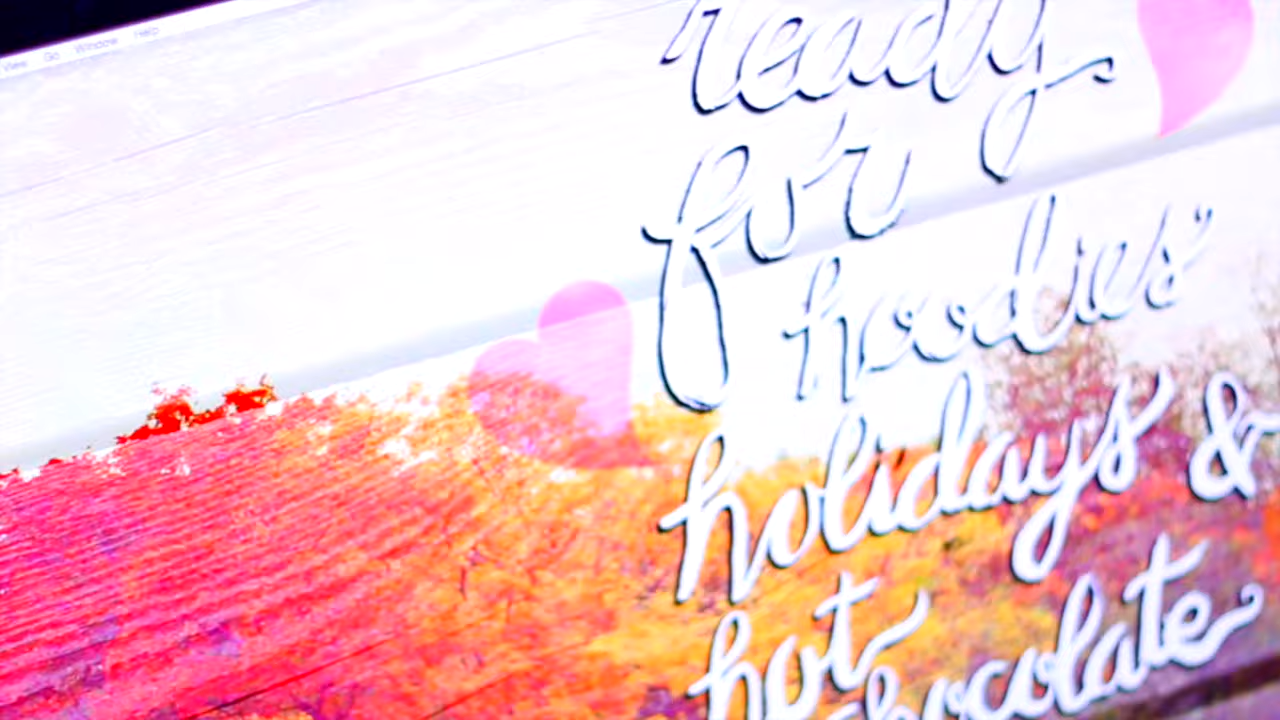 View Go Window Help
ready
for
hoodies
holidays &
hot
chocolate